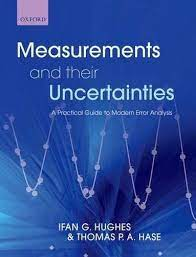 OXFORD
Measurements
and their
Uncertainties
A Practical Guide to Modern Error Analysis
IFAN G. HUGHES
& THOMAS P. A. HASE